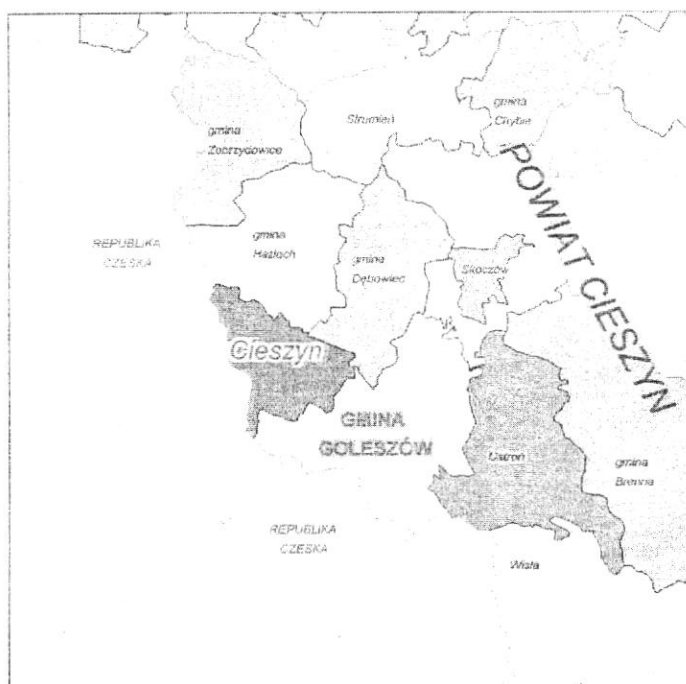 gmina
Chybie
Strumień
gmina
Zebrzydowice
POWIAT CIESZYN
REPUBLIKA
CZESKA
gmina
Hażlach
gmina
Dębowiec
Skoczów
Cieszyn
GMINA
GOLESZÓW
Ustroń
gmina
Brenna
REPUBLIKA
CZESKA
Wisła